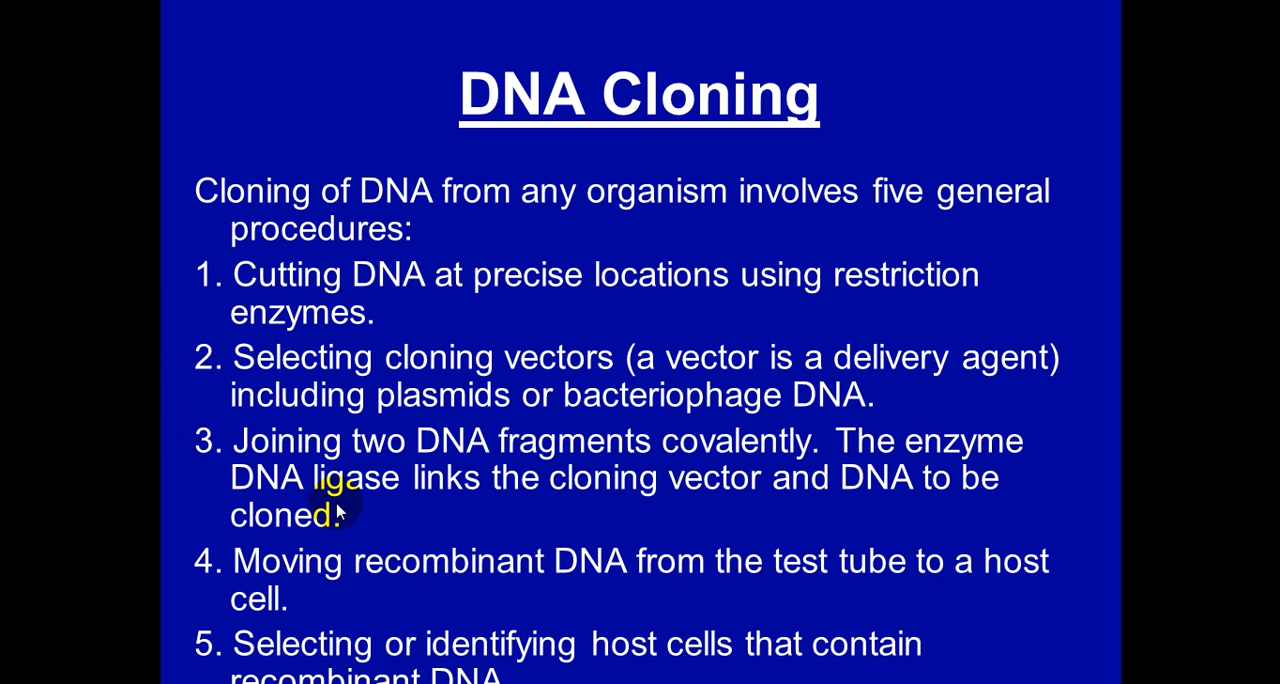 DNA Cloning
Cloning of DNA from any organism involves five general
procedures:
1. Cutting DNA at precise locations using restriction
enzymes.
2. Selecting cloning vectors (a vector is a delivery agent)
including plasmids or bacteriophage DNA.
3. Joining two DNA fragments covalently. The enzyme
DNA ligase links the cloning vector and DNA to be
cloned.
4. Moving recombinant DNA from the test tube to a host
cell.
5. Selecting or identifying host cells that contain
recombinant DNA